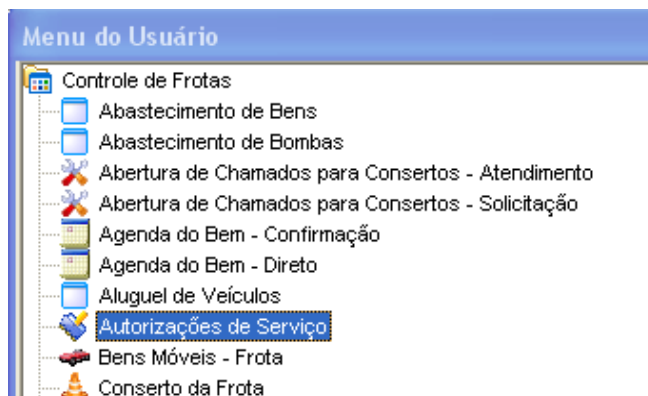 Menu do Usuário
Controle de Frotas
Abastecimento de Bens
Abastecimento de Bombas
Abertura de Chamados para Consertos - Atendimento
Abertura de Chamados para Consertos - Solicitação
Agenda do Bem - Confirmação
Agenda do Bem - Direto
Aluguel de Veículos
Autorizações de Serviço
Bens Móveis - Frota
Conserto da Frota